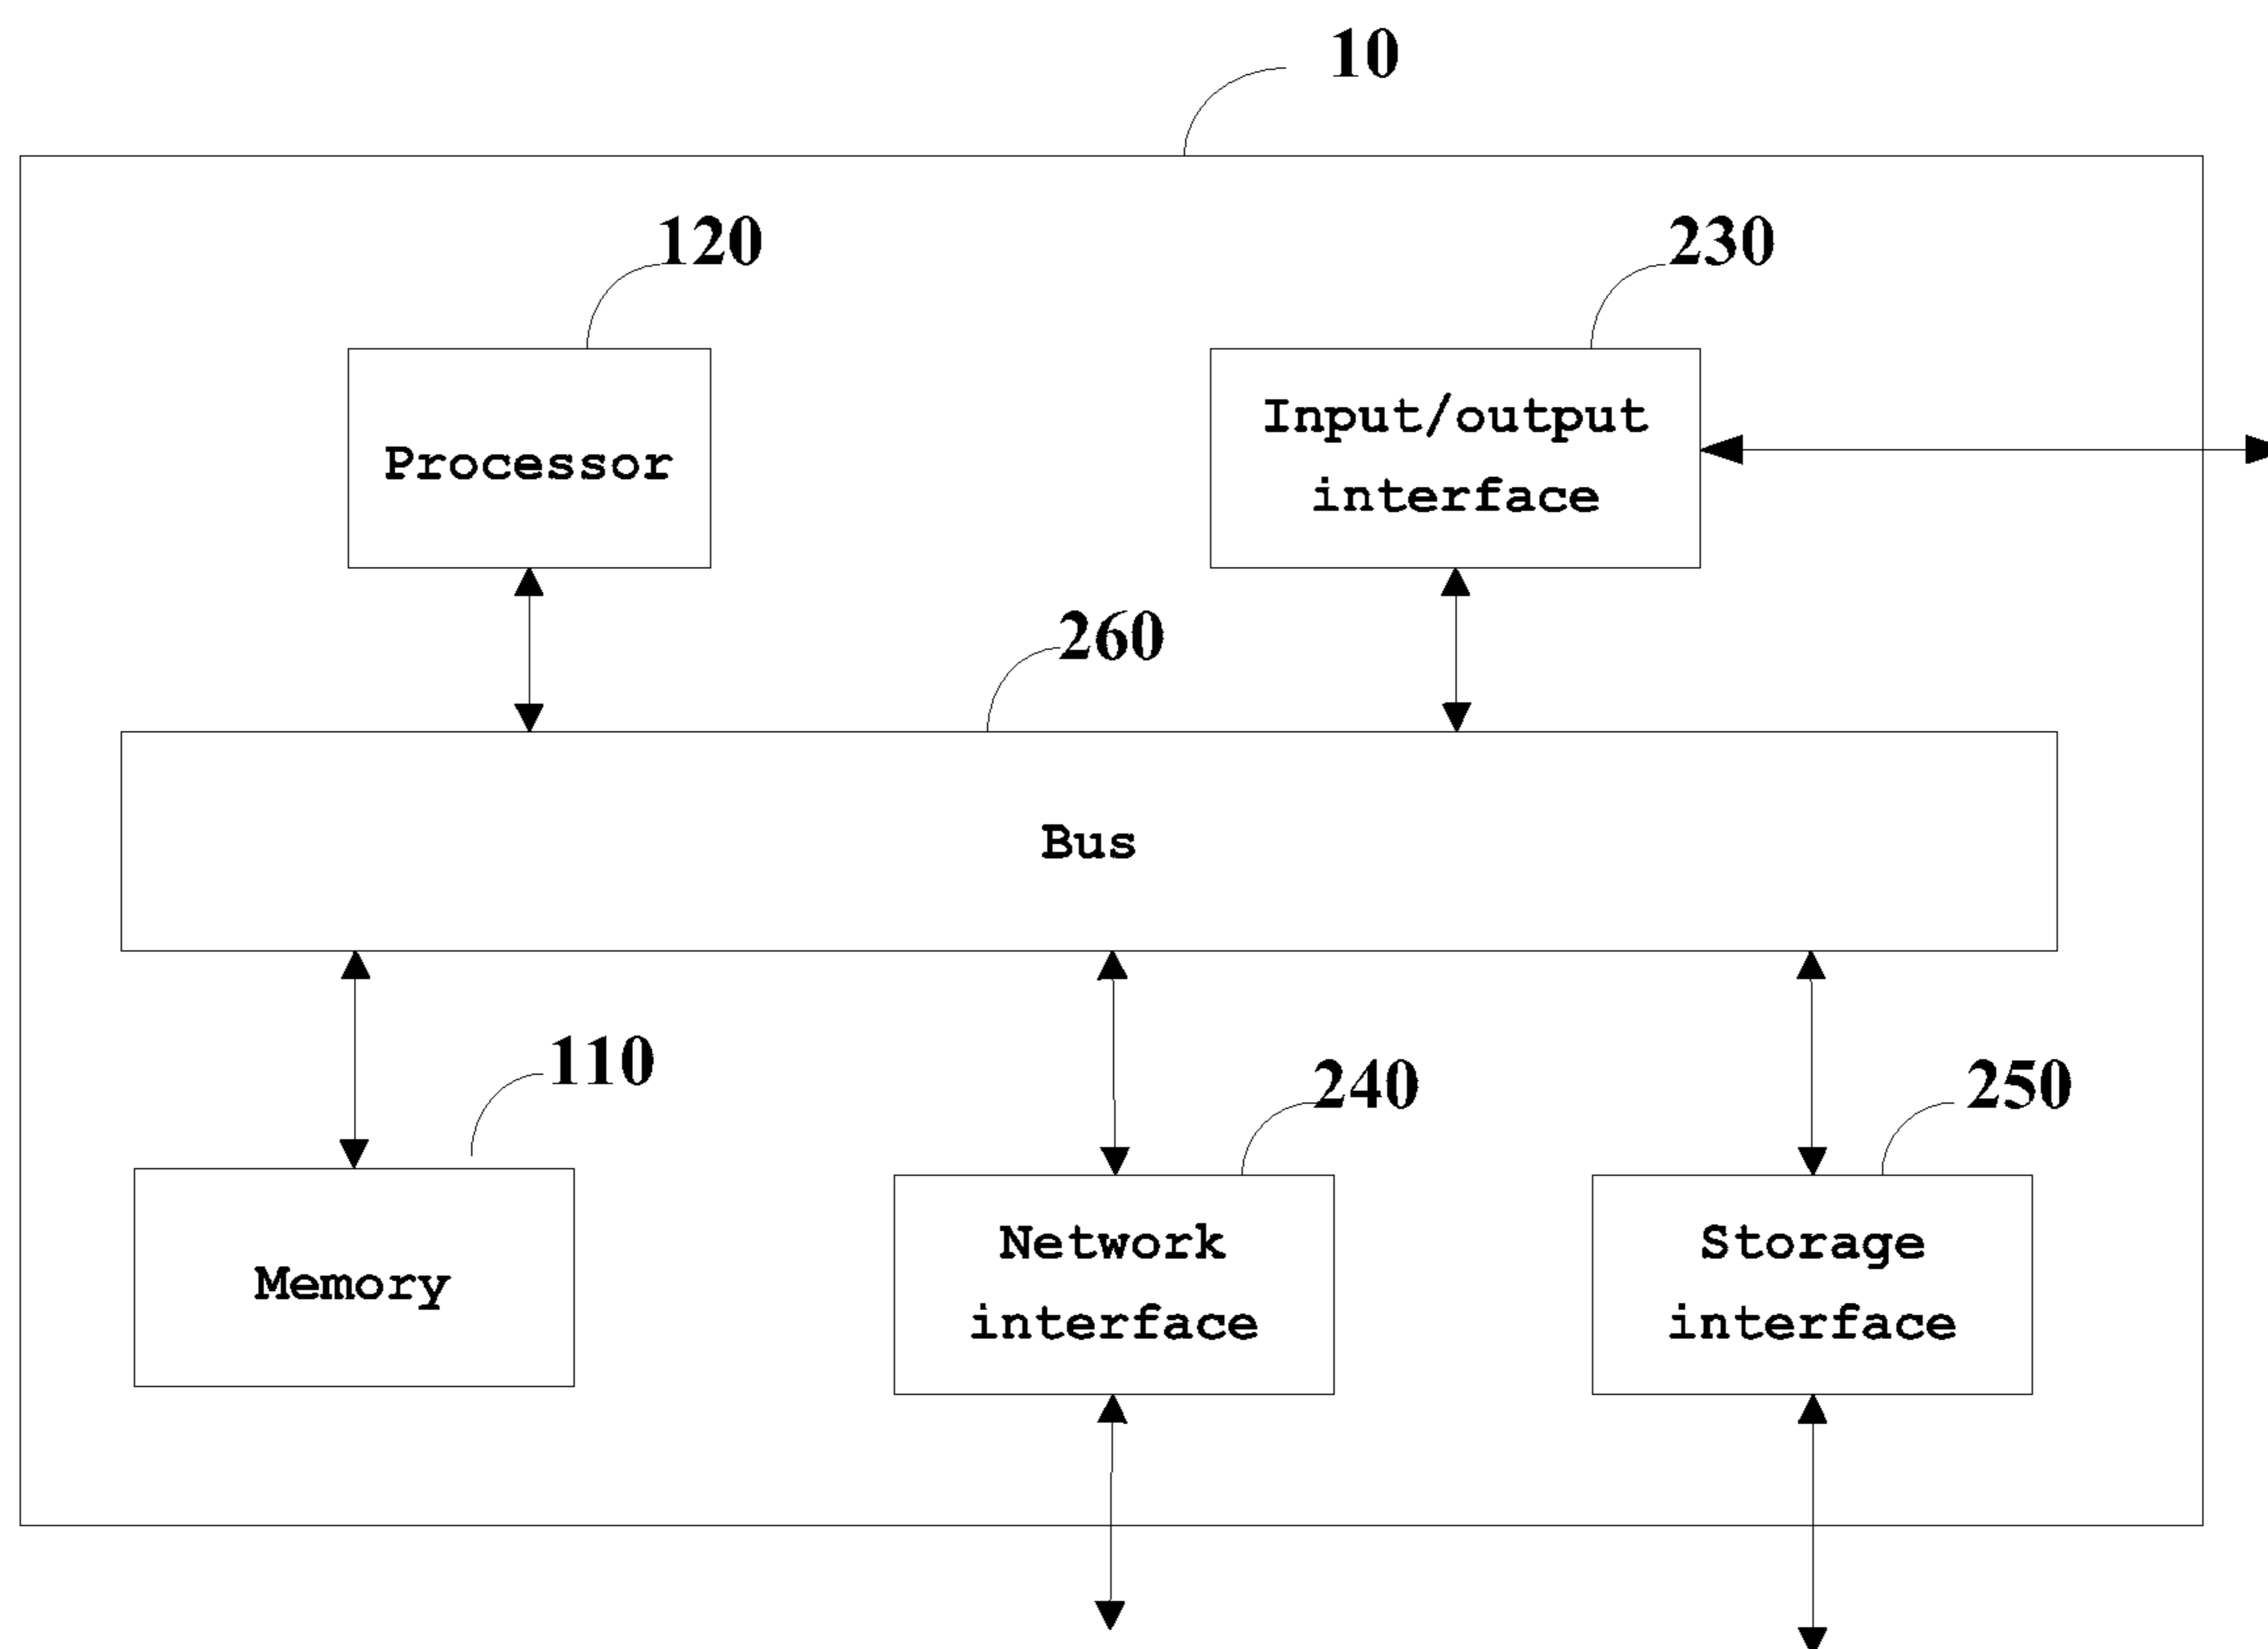 10
120
230
Processor
Input/output
interface
260
Bus
110
240
250
Memory
Network
interface
Storage
interface